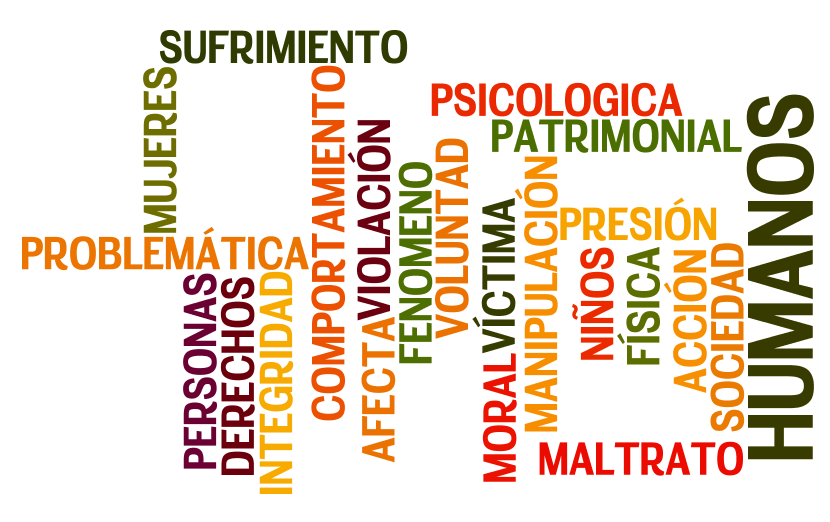 SUFRIMIENTO
MUJERES
PROBLEMÁTICA
PERSONAS
DERECHOS
INTEGRIDAD
COMPORTAMIENTO
VIOLACIÓN
AFECTA
FENOMENO
VOLUNTAD
PSICOLOGICA
PATRIMONIAL
VÍCTIMA
MORAL
MANIPULACIÓN
PRESIÓN
NIÑOS
FÍSICA
ACCIÓN
SOCIEDAD
MALTRATO
HUMANOS